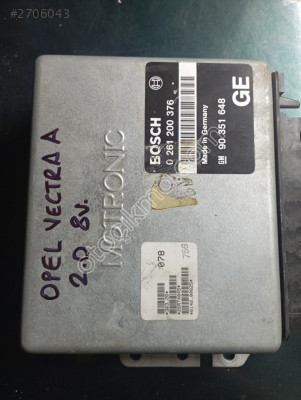 #2706043
OPEL VECTRA A
2.0 8v.
MOTRONIC
BOSCH
0 261 200 376
Made in Germany
GM 90 351 648
GE
078
768